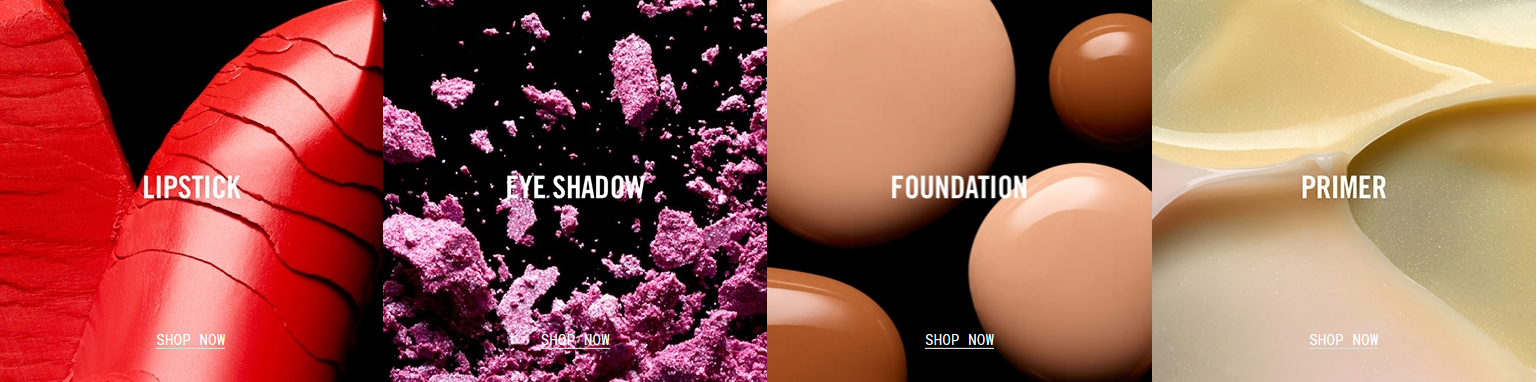 LIPSTICK
SHOP NOW
EYE SHADOW
SHOP NOW
FOUNDATION
SHOP NOW
PRIMER
SHOP NOW